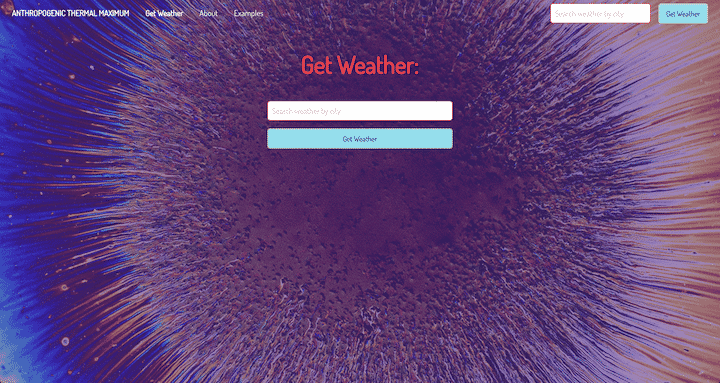 ANTHROPOGENIC THERMAL MAXIMUM Get Weather About Examples Search weather by city Get Weather
Get Weather:
Search weather by city
Get Weather